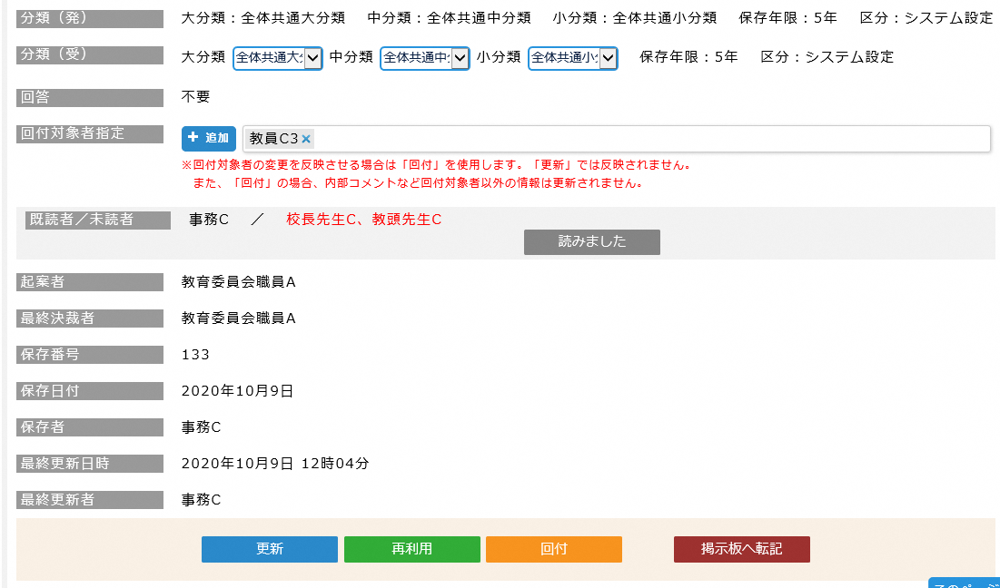 分類（発） 大分類：全体共通大分類 中分類：全体共通中分類 小分類：全体共通小分類 保存年限：5年 区分：システム設定
分類（受） 大分類 全体共通大 中分類 全体共通中 小分類 全体共通小 保存年限：5年 区分：システム設定
回答 不要
回付対象者指定 + 追加 教員C3×
※回付対象者の変更を反映させる場合は「回付」を使用します。「更新」では反映されません。
また、「回付」の場合、内部コメントなど回付対象者以外の情報は更新されません。
既読者／未読者 事務C ／ 校長先生C、教頭先生C
読みました
起案者 教育委員会職員A
最終決裁者 教育委員会職員A
保存番号 133
保存日付 2020年10月9日
保存者 事務C
最終更新日時 2020年10月9日 12時04分
最終更新者 事務C
更新 再利用 回付 掲示板へ転記
このページ